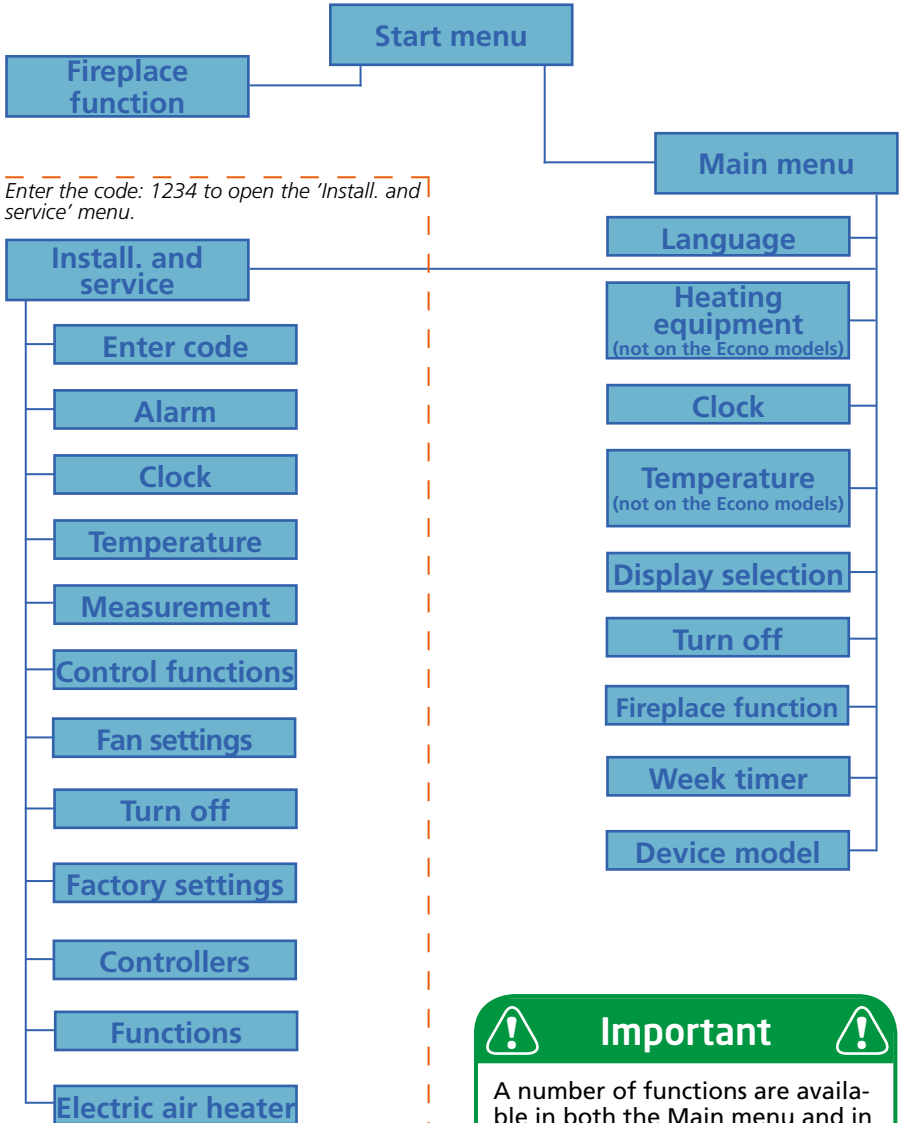 Start menu
Fireplace
function
Main menu
Enter the code: 1234 to open the ‘Install. and
service’ menu.
Install. and
service
Enter code
Alarm
Clock
Temperature
Measurement
Control functions
Fan settings
Turn off
Factory settings
Controllers
Functions
Electric air heater
Language
Heating
equipment
(not on the Econo models)
Clock
Temperature
(not on the Econo models)
Display selection
Turn off
Fireplace function
Week timer
Device model
Important
A number of functions are availa-
ble in both the Main menu and in